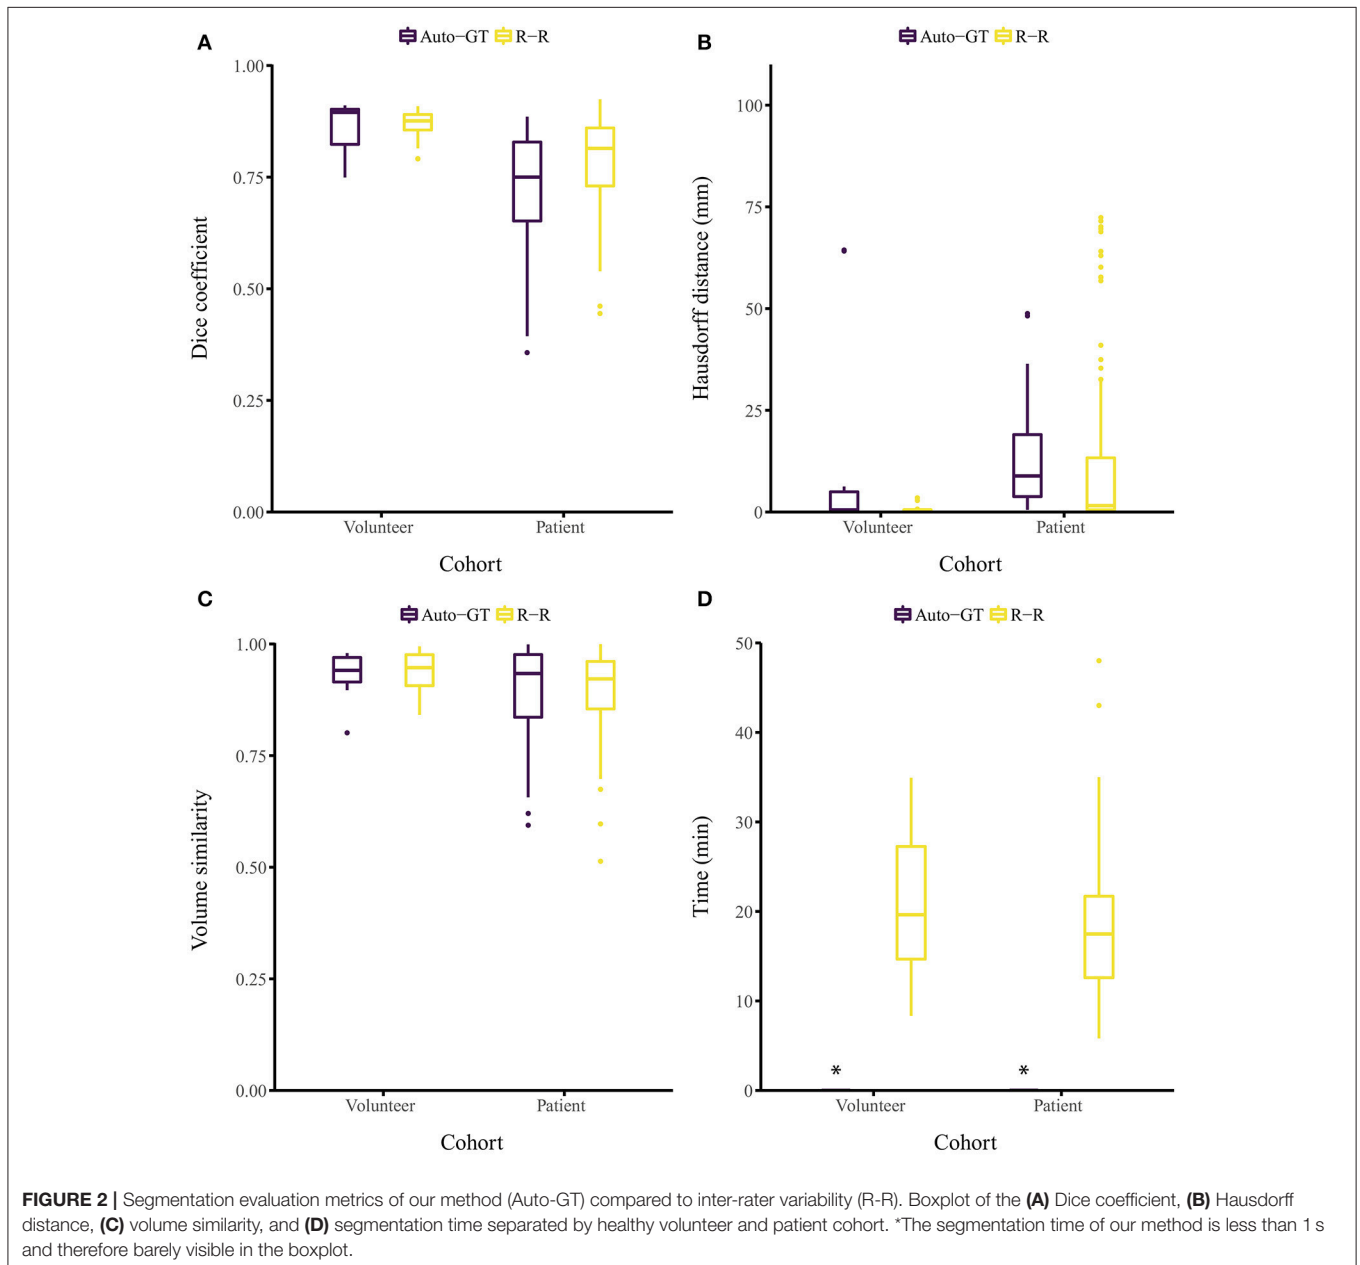 A
Auto−GT R−R
1.00
0.75
0.50
0.25
0.00
Dice coefficient
Volunteer Patient
Cohort
B
Auto−GT R−R
100
75
50
25
0
Hausdorff distance (mm)
Volunteer Patient
Cohort
C
Auto−GT R−R
1.00
0.75
0.50
0.25
0.00
Volume similarity
Volunteer Patient
Cohort
D
Auto−GT R−R
50
40
30
20
10
0
Time (min)
* *
Volunteer Patient
Cohort
FIGURE 2 | Segmentation evaluation metrics of our method (Auto-GT) compared to inter-rater variability (R-R). Boxplot of the (A) Dice coefficient, (B) Hausdorff
distance, (C) volume similarity, and (D) segmentation time separated by healthy volunteer and patient cohort. *The segmentation time of our method is less than 1 s
and therefore barely visible in the boxplot.